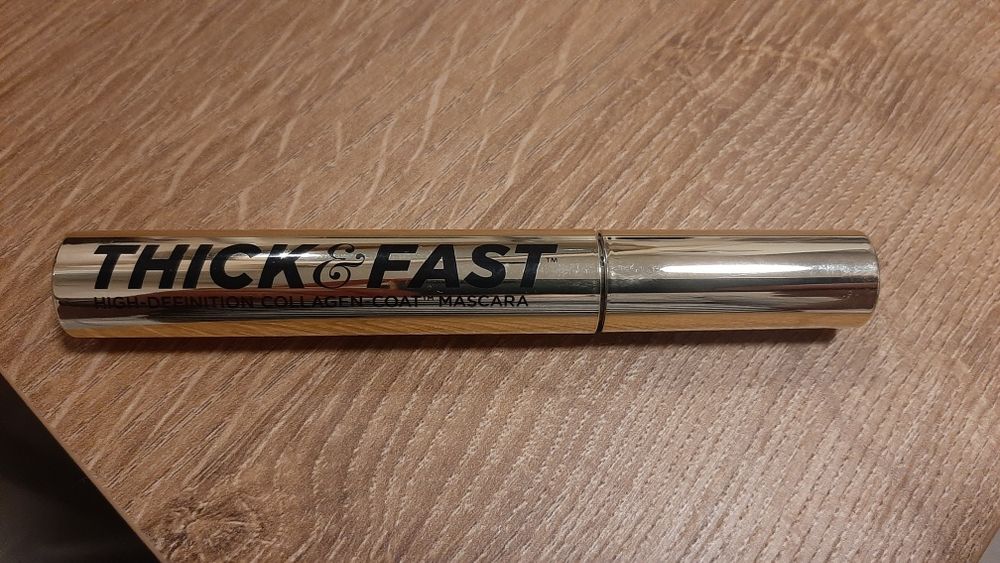 THICK & FAST™
HIGH-DEFINITION COLLAGEN COAT™ MASCARA